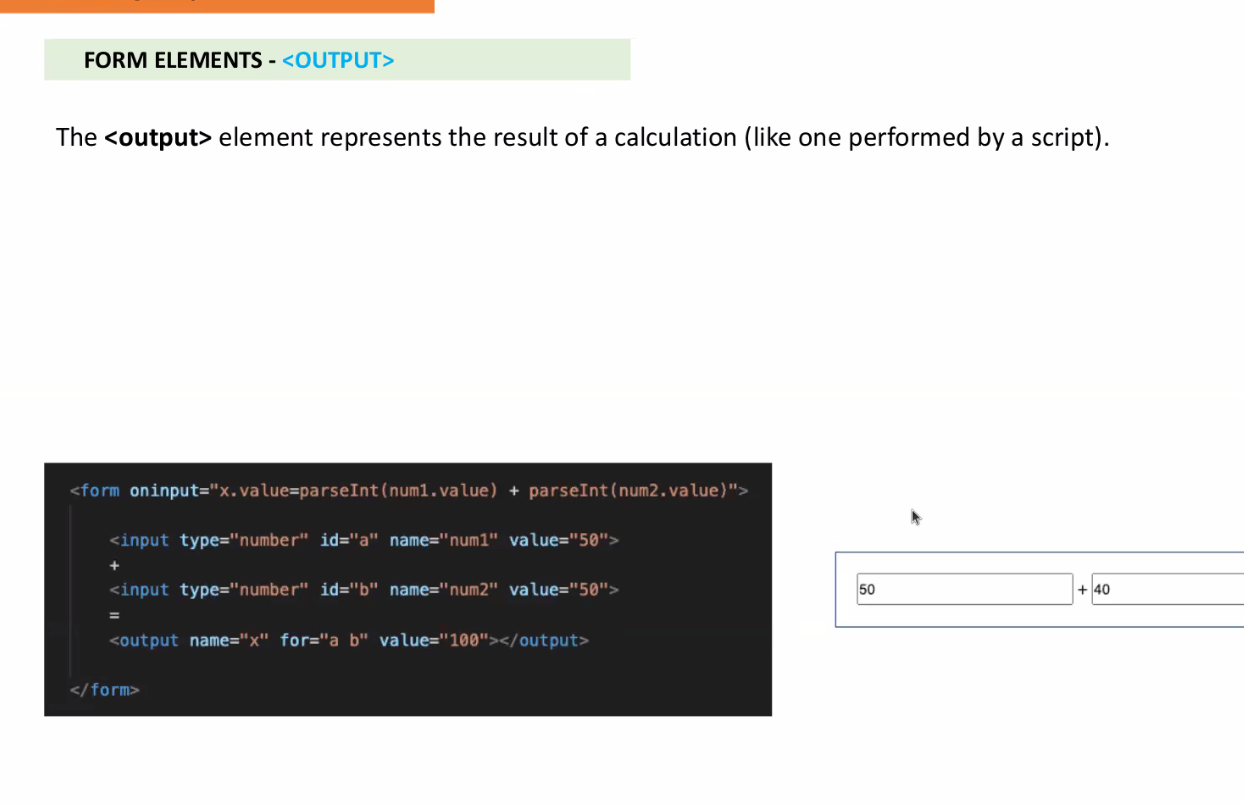 FORM ELEMENTS - <OUTPUT>
The <output> element represents the result of a calculation (like one performed by a script).
<form oninput="x.value=parseInt(num1.value) + parseInt(num2.value)">
<input type="number" id="a" name="num1" value="50">
+
<input type="number" id="b" name="num2" value="50">
=
<output name="x" for="a b" value="100"></output>
</form>
50 + 40